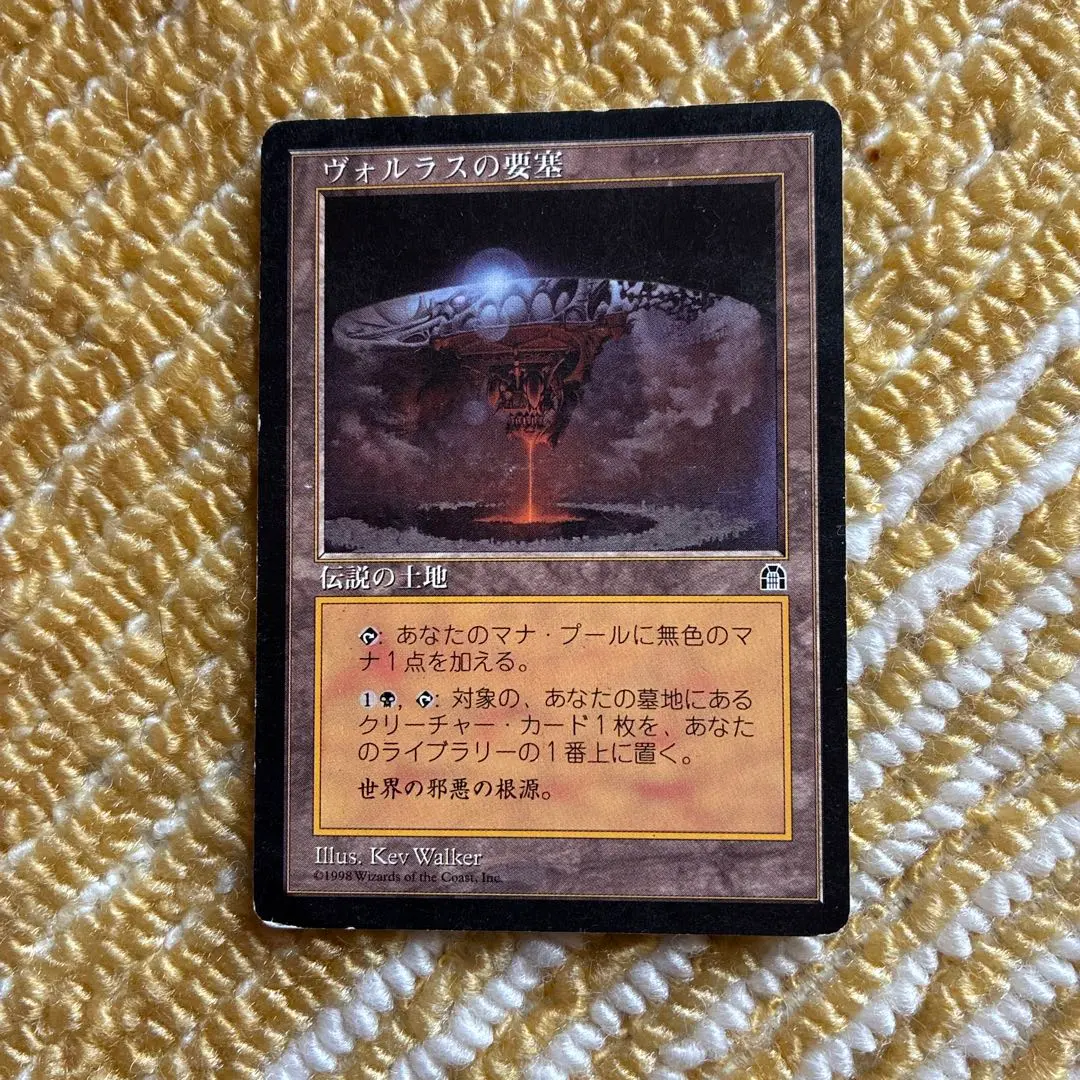 ヴォルラスの要塞
伝説の土地
: あなたのマナ・プールに無色のマ
ナ1点を加える。
1 , : 対象の、あなたの墓地にある
クリーチャー・カード1枚を、あなた
のライブラリーの1番上に置く。
世界の邪悪の根源。
Illus. Kev Walker
©1998 Wizards of the Coast, Inc.